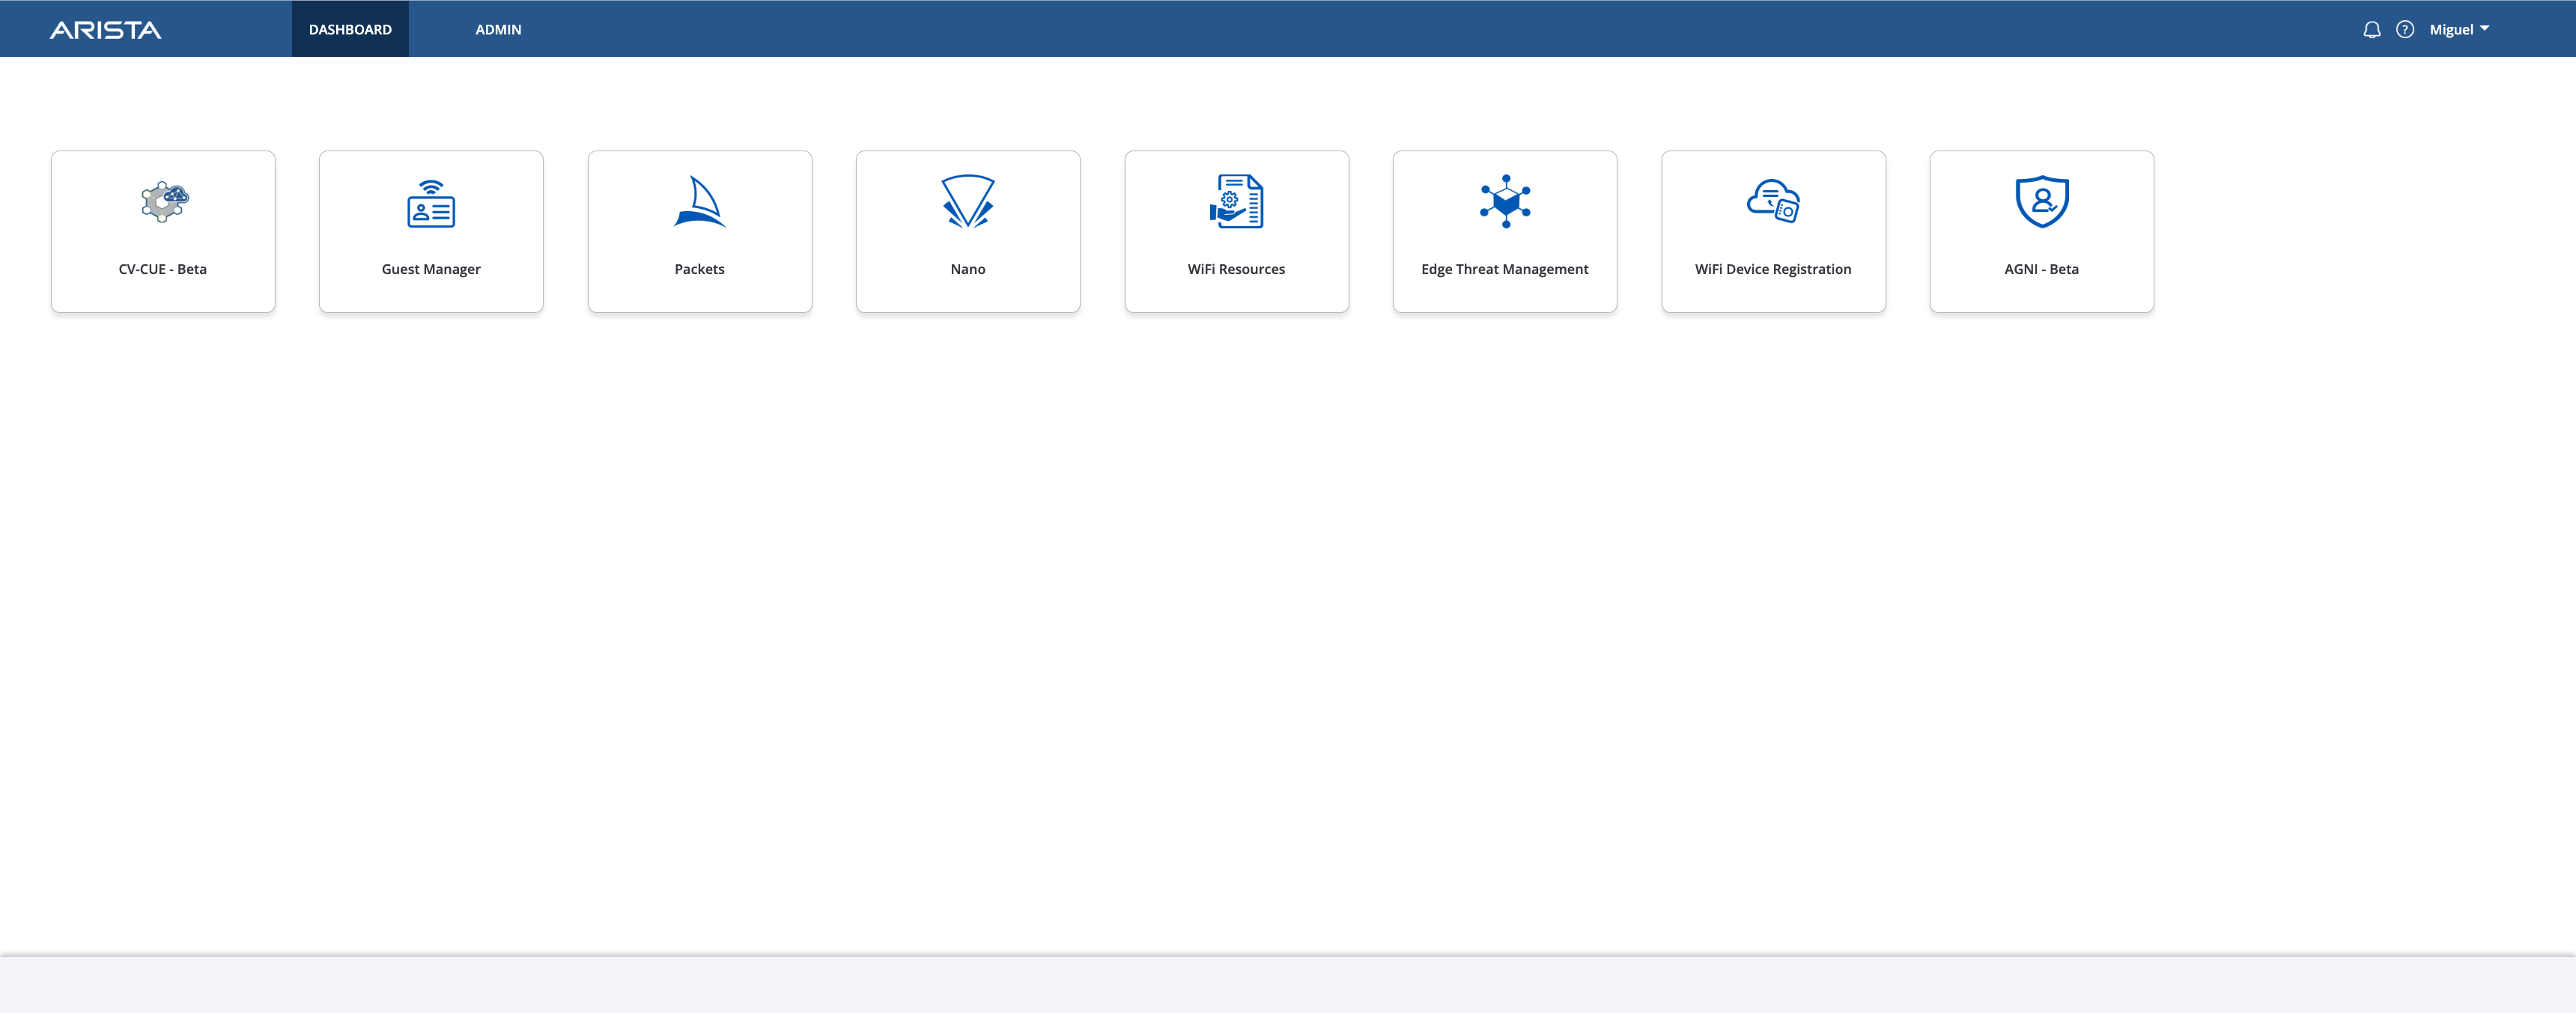 ARISTA
DASHBOARD
ADMIN
Miguel
CV-CUE - Beta
Guest Manager
Packets
Nano
WiFi Resources
Edge Threat Management
WiFi Device Registration
AGNI - Beta